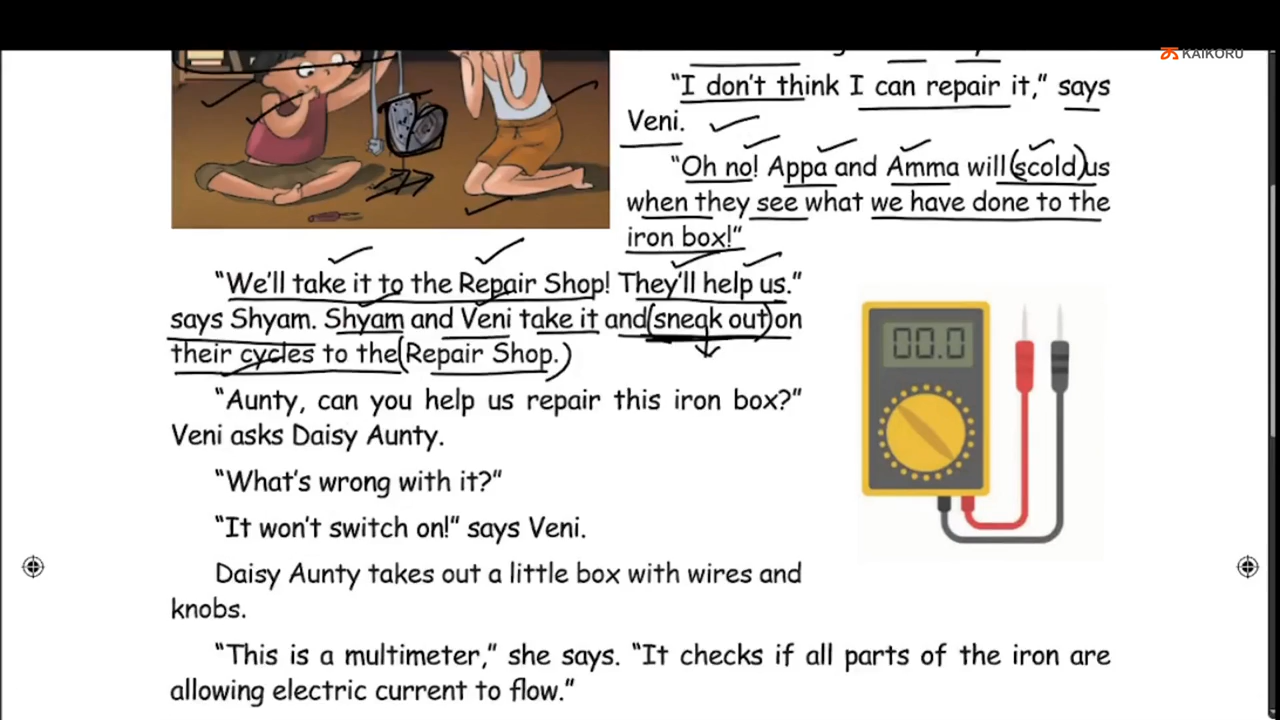 KAIKORU
"I don't think I can repair it," says
Veni.
"Oh no! Appa and Amma will (scold) us
when they see what we have done to the
iron box!"
"We'll take it to the Repair Shop! They'll help us."
says Shyam. Shyam and Veni take it and (sneak out) on
their cycles to the (Repair Shop.)
"Aunty, can you help us repair this iron box?"
Veni asks Daisy Aunty.
"What's wrong with it?"
"It won't switch on!" says Veni.
Daisy Aunty takes out a little box with wires and
knobs.
00.0
"This is a multimeter," she says. "It checks if all parts of the iron are
allowing electric current to flow."